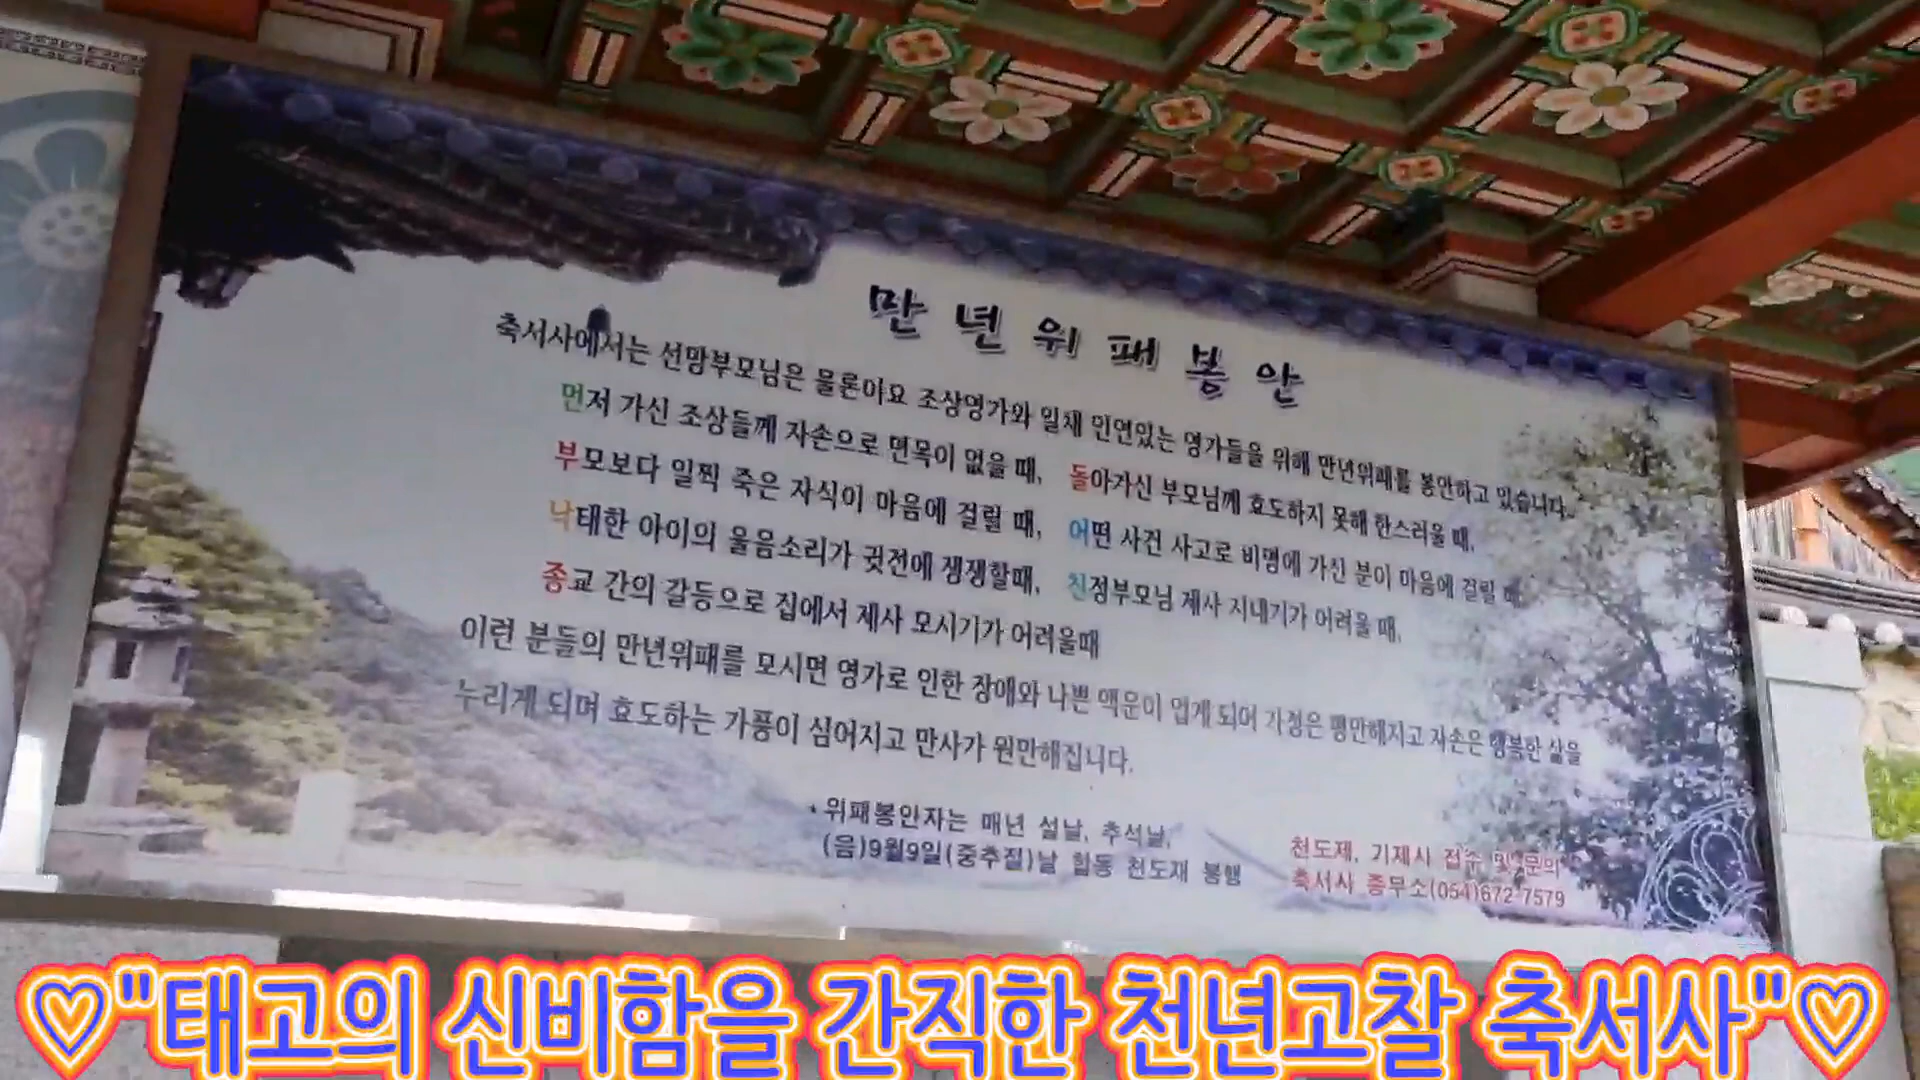 만년위패봉안
축서사에서는 선망부모님은 물론이요 조상영가와 일체 인연있는 영가들을 위해 만년위패를 봉안하고 있습니다.
먼저 가신 조상들께 자손으로 면목이 없을 때, 돌아가신 부모님께 효도하지 못해 한스러울 때,
부모보다 일찍 죽은 자식이 마음에 걸릴 때, 어떤 사건 사고로 비명에 가신 분이 마음에 걸릴 때,
낙태한 아이의 울음소리가 귓전에 쟁쟁할때, 친정부모님 제사 지내기가 어려울 때,
종교 간의 갈등으로 집에서 제사 모시기가 어려울때
이런 분들의 만년위패를 모시면 영가로 인한 장애와 나쁜 액운이 없게 되어 가정은 평안해지고 자손은 행복한 삶을
누리게 되며 효도하는 가풍이 심어지고 만사가 원만해집니다.
* 위패봉안자는 매년 설날, 추석날,
(음)9월9일(중추절)날 합동 천도재 봉행
천도제, 기제사 접수 및 문의
축서사 종무소(054)672-7579
♡"태고의 신비함을 간직한 천년고찰 축서사"♡